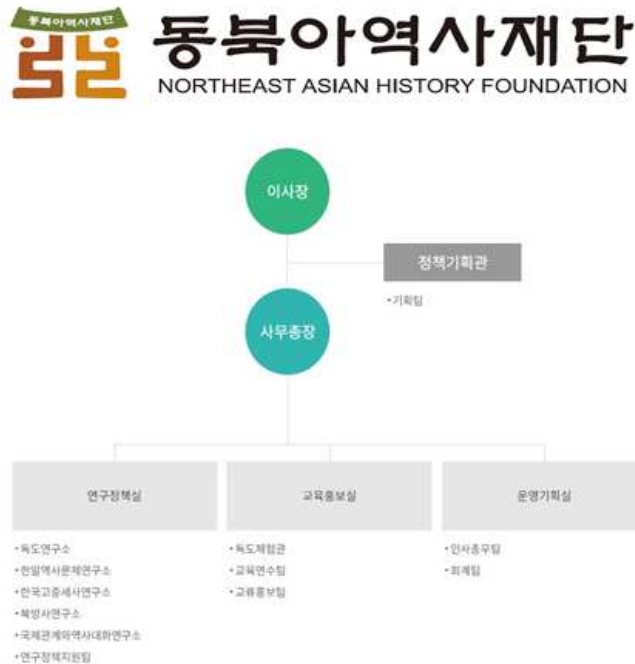 동북아역사재단
동북아역사재단
NORTHEAST ASIAN HISTORY FOUNDATION
이사장
정책기획관
• 기획팀
사무총장
연구정책실
교육홍보실
운영기획실
• 독도연구소
• 한일역사문제연구소
• 한국고중세사연구소
• 북방사연구소
• 국제관계와역사대화연구소
• 연구정책지원팀
• 독도체험관
• 교육연수팀
• 교류홍보팀
• 인사총무팀
• 회계팀